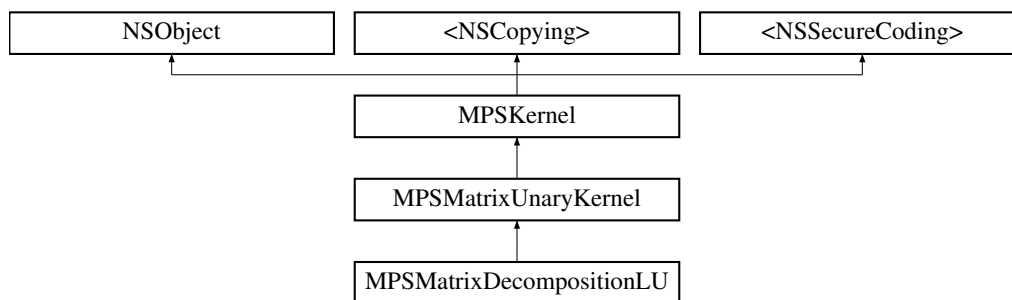 NSObject
<NSCopying>
<NSSecureCoding>
MPSKernel
MPSMatrixUnaryKernel
MPSMatrixDecompositionLU